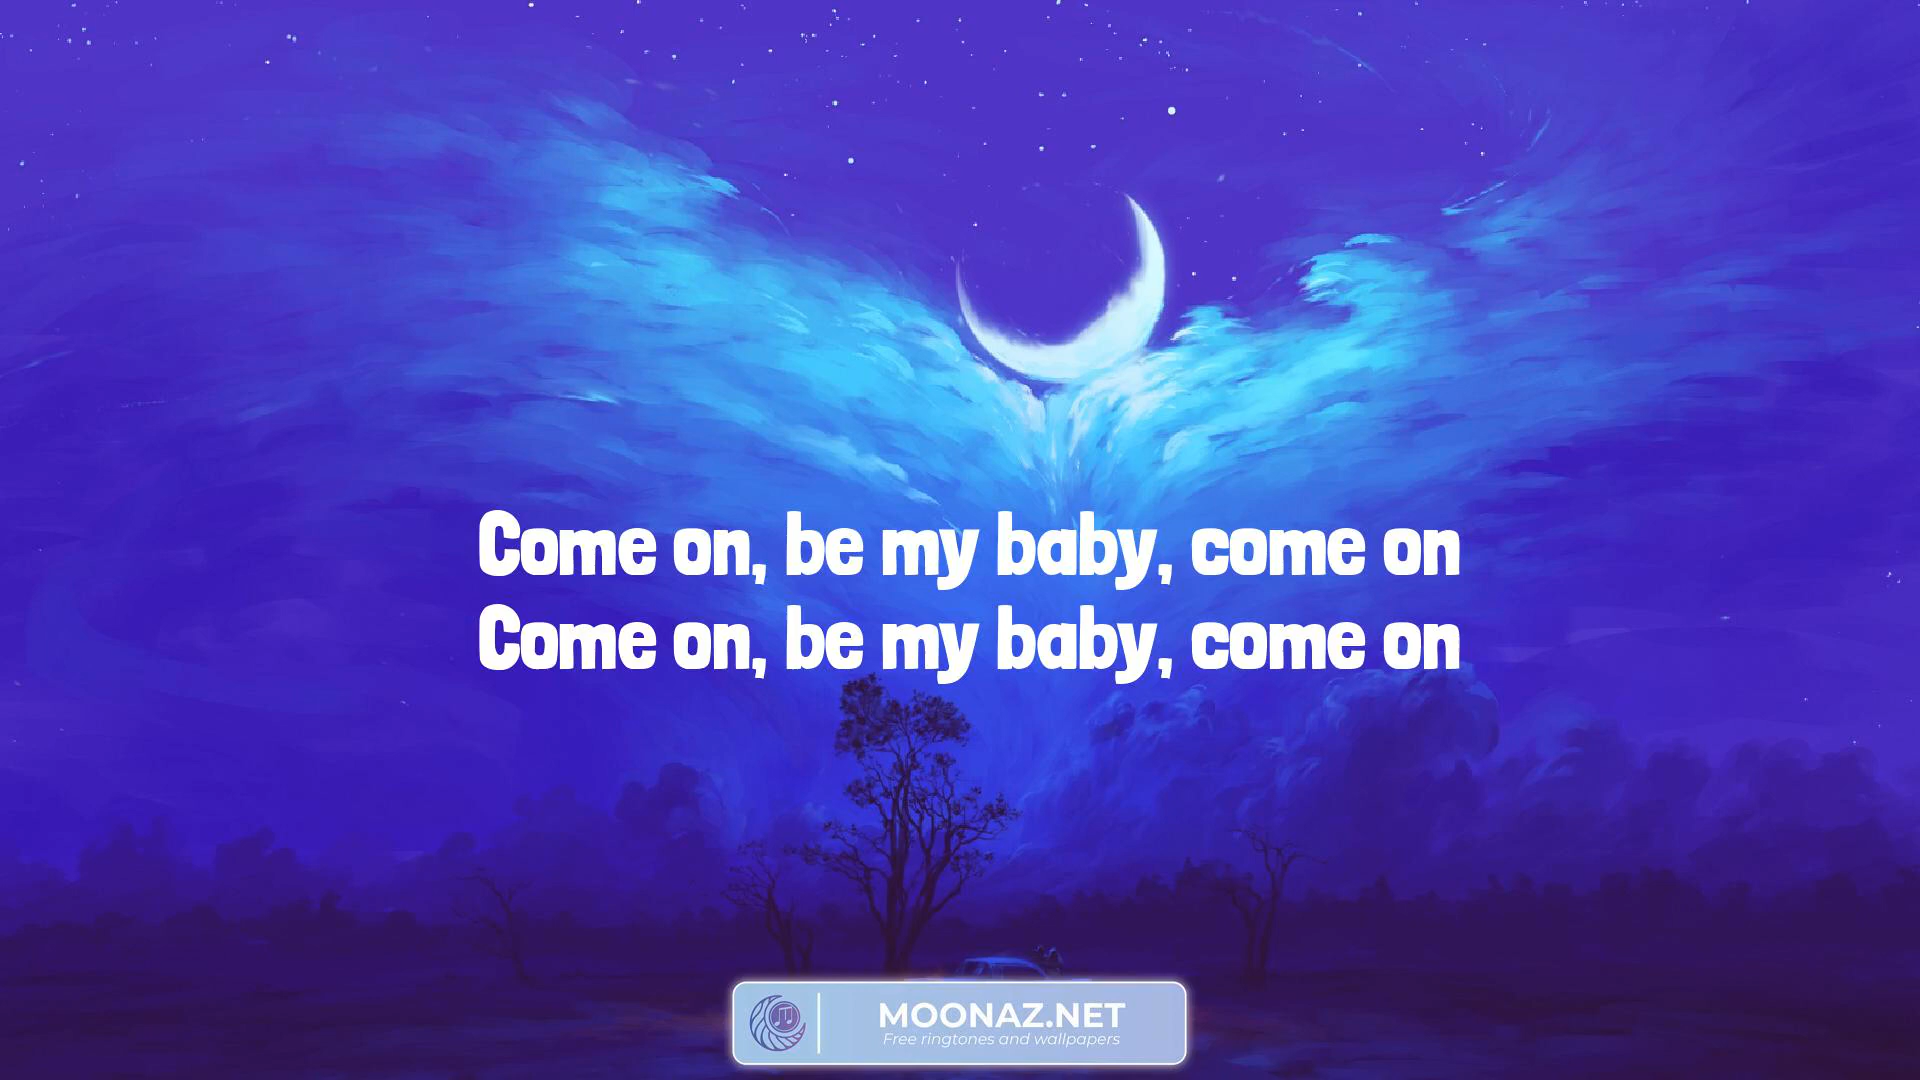 Come on, be my baby, come on
Come on, be my baby, come on
MOONAZ.NET
Free ringtones and wallpapers